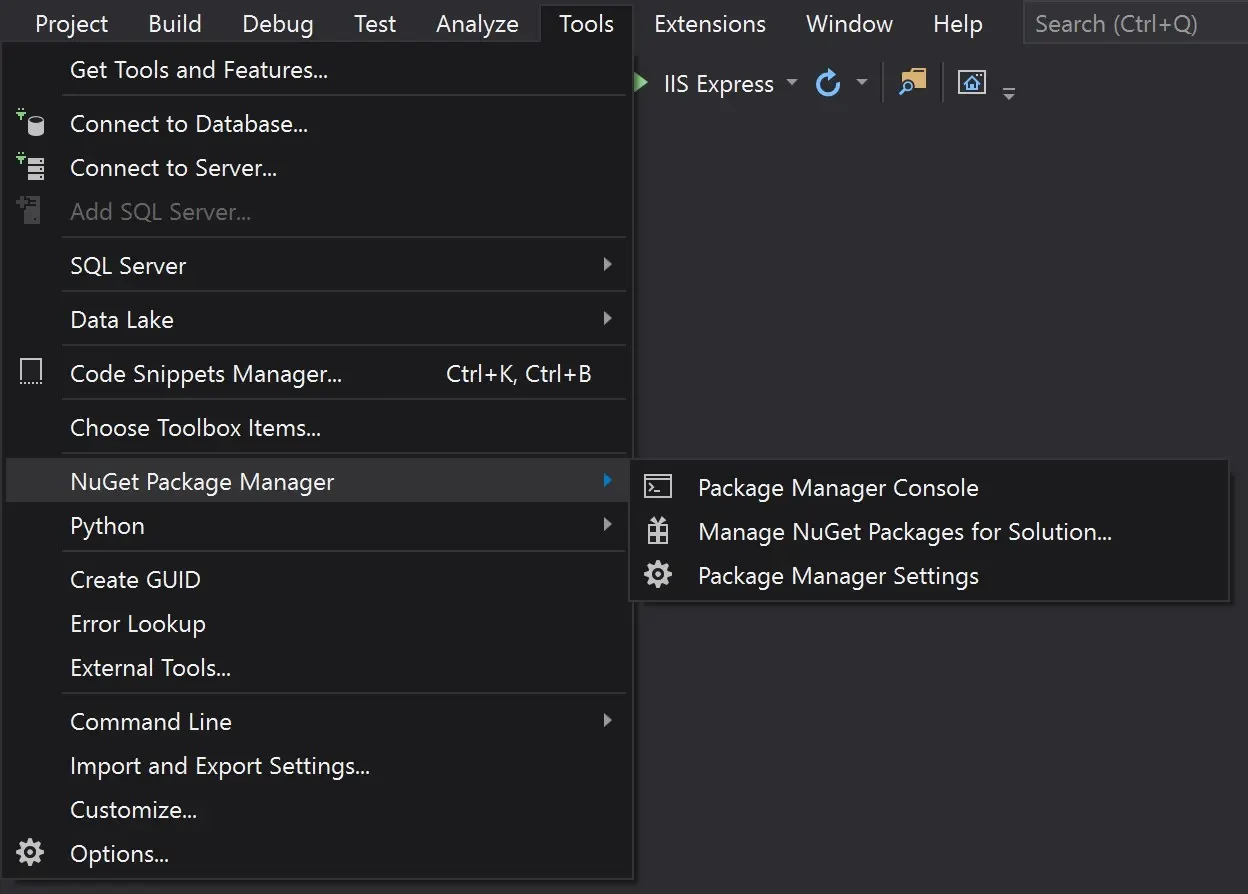 Project Build Debug Test Analyze Tools Extensions Window Help Search (Ctrl+Q)
IIS Express
Get Tools and Features...
Connect to Database...
Connect to Server...
Add SQL Server...
SQL Server
Data Lake
Code Snippets Manager... Ctrl+K, Ctrl+B
Choose Toolbox Items...
NuGet Package Manager
Package Manager Console
Manage NuGet Packages for Solution...
Package Manager Settings
Python
Create GUID
Error Lookup
External Tools...
Command Line
Import and Export Settings...
Customize...
Options...